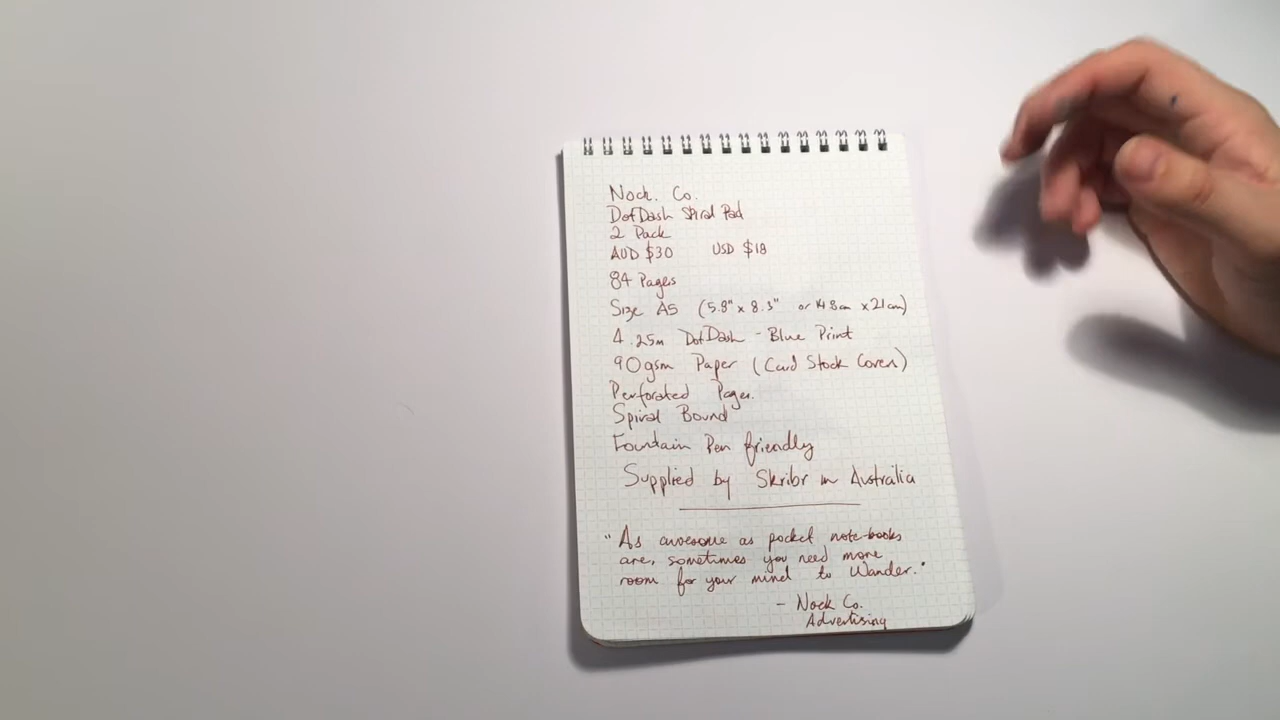 Nock. Co.
DotDash Spiral Pad
2 Pack
AUD $30 USD $18
84 Pages
Size A5 (5.8" x 8.3" or 14.8cm x 21cm)
4.25m DotDash - Blue Print
90gsm Paper (Card Stock Cover)
Perforated Pages.
Spiral Bound
Fountain Pen friendly
Supplied by Skribr in Australia
"As awesome as pocket note-books
are, sometimes you need more
room for your mind to Wander."
- Nock Co.
Advertising